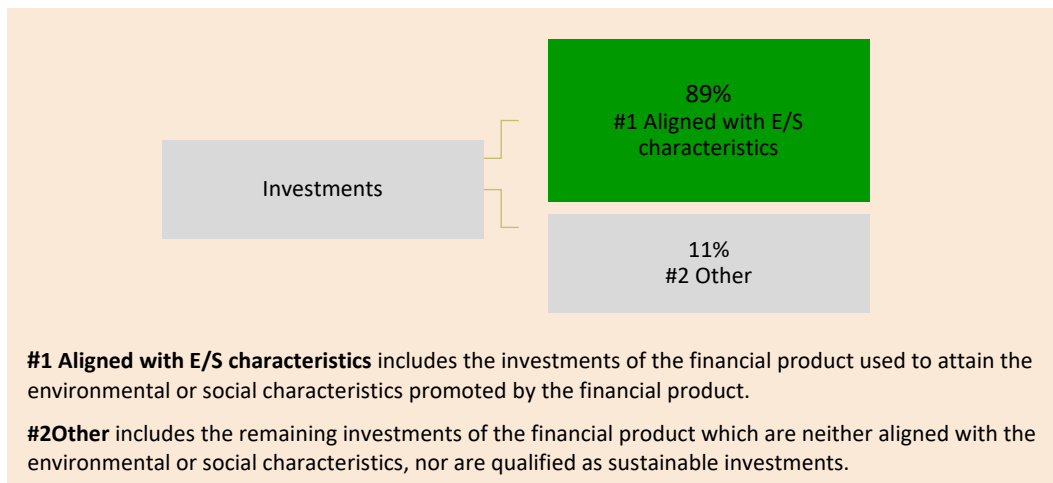 89%
#1 Aligned with E/S
characteristics
Investments
11%
#2 Other
#1 Aligned with E/S characteristics includes the investments of the financial product used to attain the
environmental or social characteristics promoted by the financial product.
#2Other includes the remaining investments of the financial product which are neither aligned with the
environmental or social characteristics, nor are qualified as sustainable investments.